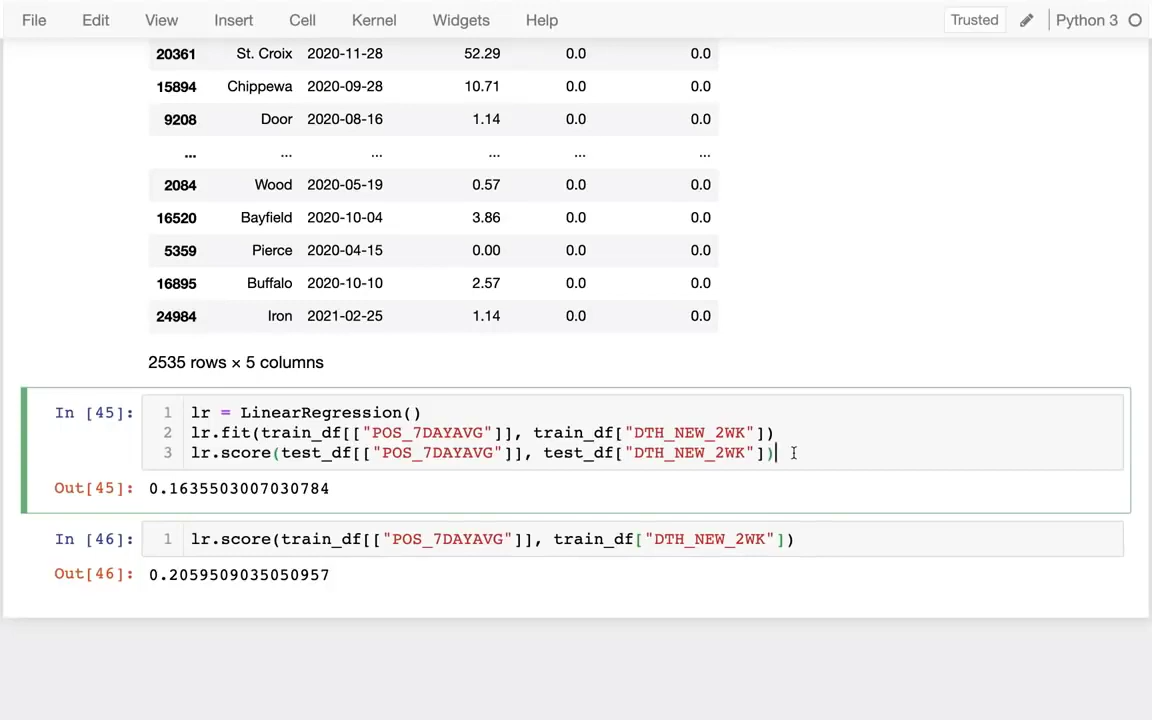 File Edit View Insert Cell Kernel Widgets Help Trusted Python 3
20361 St. Croix 2020-11-28 52.29 0.0 0.0
15894 Chippewa 2020-09-28 10.71 0.0 0.0
9208 Door 2020-08-16 1.14 0.0 0.0
... ... ... ... ... ...
2084 Wood 2020-05-19 0.57 0.0 0.0
16520 Bayfield 2020-10-04 3.86 0.0 0.0
5359 Pierce 2020-04-15 0.00 0.0 0.0
16895 Buffalo 2020-10-10 2.57 0.0 0.0
24984 Iron 2021-02-25 1.14 0.0 0.0
2535 rows × 5 columns
In [45]: 1 lr = LinearRegression()
2 lr.fit(train_df[["POS_7DAYAVG"]], train_df["DTH_NEW_2WK"])
3 lr.score(test_df[["POS_7DAYAVG"]], test_df["DTH_NEW_2WK"])
Out[45]: 0.1635503007030784
In [46]: 1 lr.score(train_df[["POS_7DAYAVG"]], train_df["DTH_NEW_2WK"])
Out[46]: 0.2059509035050957